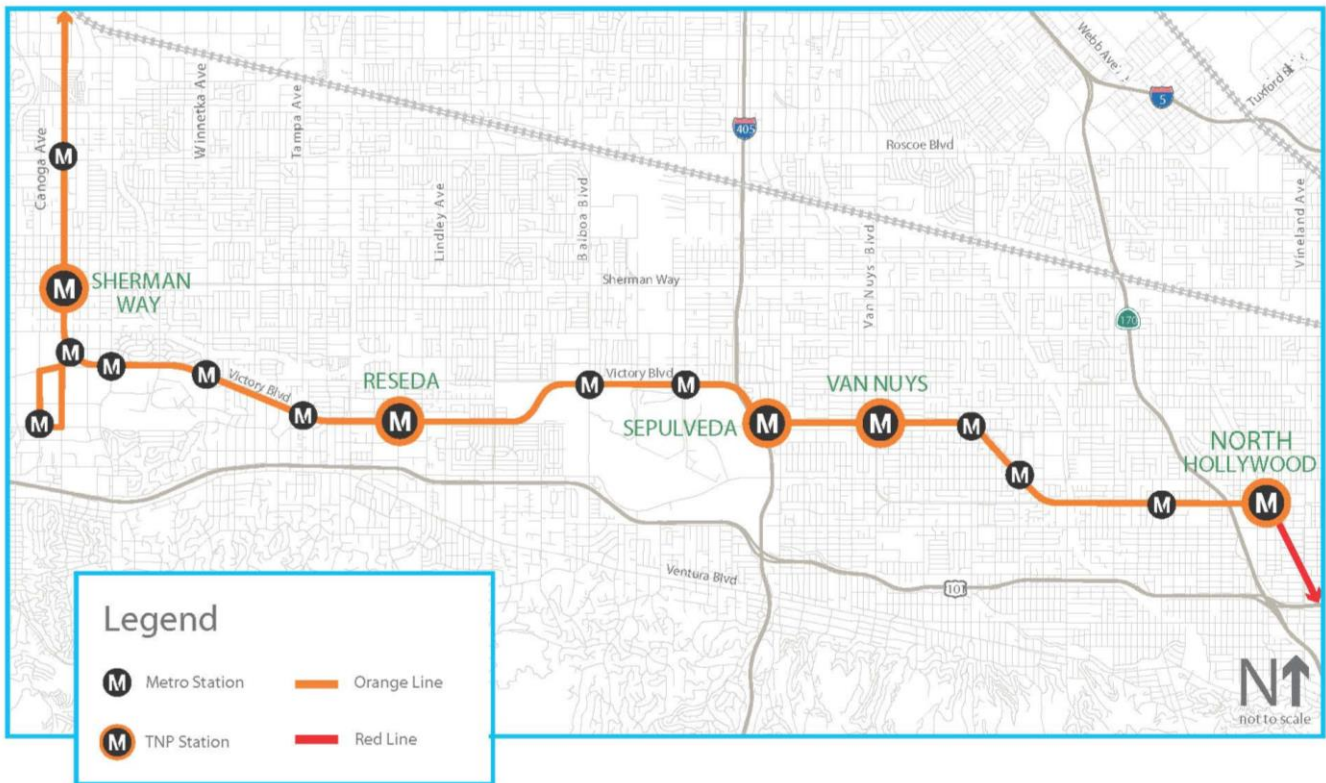 Webb Ave
5
Tuxford St
Canoga Ave
Winnetka Ave
Tampa Ave
405
Roscoe Blvd
M
Lindley Ave
Balboa Blvd
Van Nuys Blvd
Vineland Ave
M
SHERMAN
WAY
Sherman Way
170
M
M
M
Victory Blvd
M
RESEDA
M
M
Victory Blvd
M
M
SEPULVEDA
M
VAN NUYS
M
M
M
M
NORTH
HOLLYWOOD
M
Ventura Blvd
101
Legend
M Metro Station
Orange Line
M TNP Station
Red Line
N
not to scale